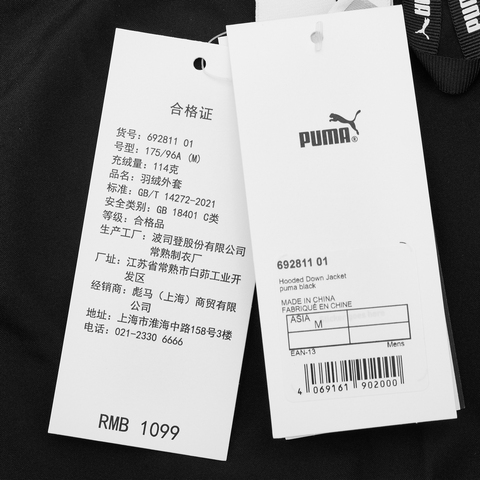 合格证
货号: 692811 01
号型: 175/96A (M)
充绒量: 114克
品名: 羽绒外套
标准: GB/T 14272-2021
安全类别: GB 18401 C类
等级: 合格品
生产工厂: 波司登股份有限公司
常熟制衣厂
厂址: 江苏省常熟市白茆工业开
发区
经销商: 彪马（上海）商贸有限
公司
地址: 上海市淮海中路158号3楼
电话: 021-2330 6666
RMB 1099
PUMA®
692811 01
Hooded Down Jacket
puma black
MADE IN CHINA
FABRIQUÉ EN CHINE
ASIA
M
EAN-13
Mens
4 069161 902000
PUMA
PUMA